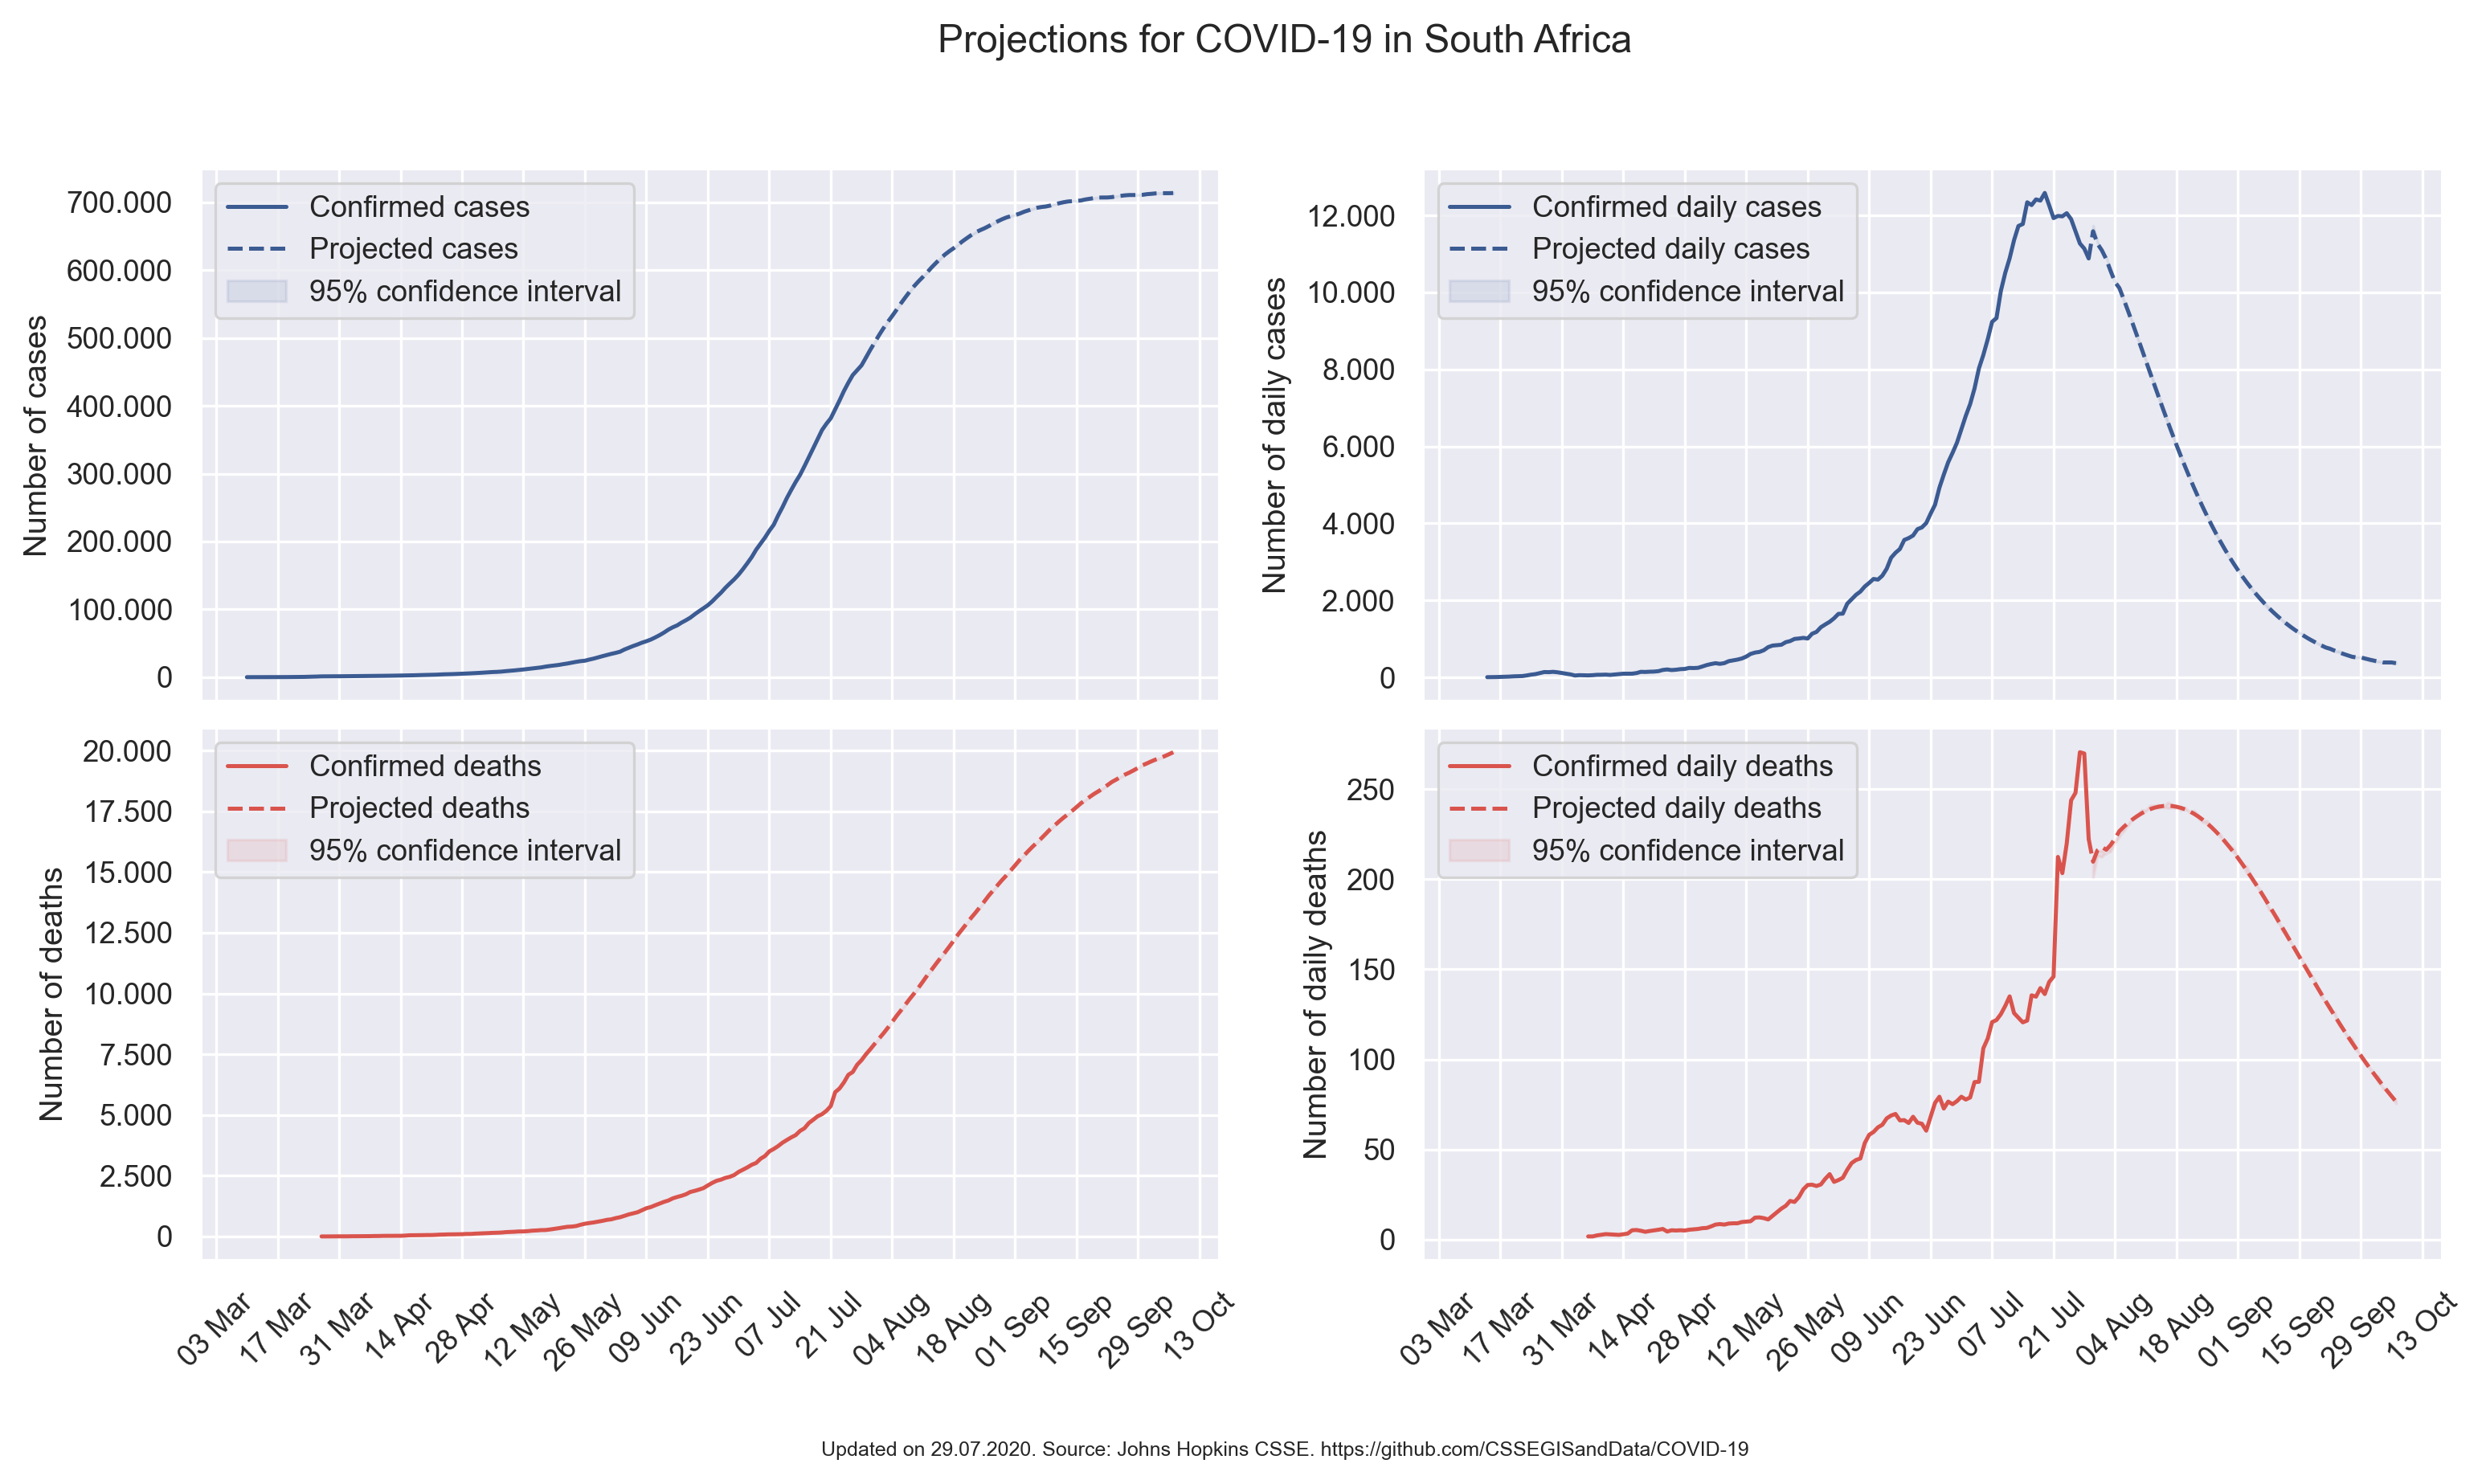 Projections for COVID-19 in South Africa
Number of cases
700.000
600.000
500.000
400.000
300.000
200.000
100.000
0
Confirmed cases
Projected cases
95% confidence interval
Number of daily cases
12.000
10.000
8.000
6.000
4.000
2.000
0
Confirmed daily cases
Projected daily cases
95% confidence interval
Number of deaths
20.000
17.500
15.000
12.500
10.000
7.500
5.000
2.500
0
Confirmed deaths
Projected deaths
95% confidence interval
03 Mar
17 Mar
31 Mar
14 Apr
28 Apr
12 May
26 May
09 Jun
23 Jun
07 Jul
21 Jul
04 Aug
18 Aug
01 Sep
15 Sep
29 Sep
13 Oct
Number of daily deaths
250
200
150
100
50
0
Confirmed daily deaths
Projected daily deaths
95% confidence interval
03 Mar
17 Mar
31 Mar
14 Apr
28 Apr
12 May
26 May
09 Jun
23 Jun
07 Jul
21 Jul
04 Aug
18 Aug
01 Sep
15 Sep
29 Sep
13 Oct
Updated on 29.07.2020. Source: Johns Hopkins CSSE. https://github.com/CSSEGISandData/COVID-19